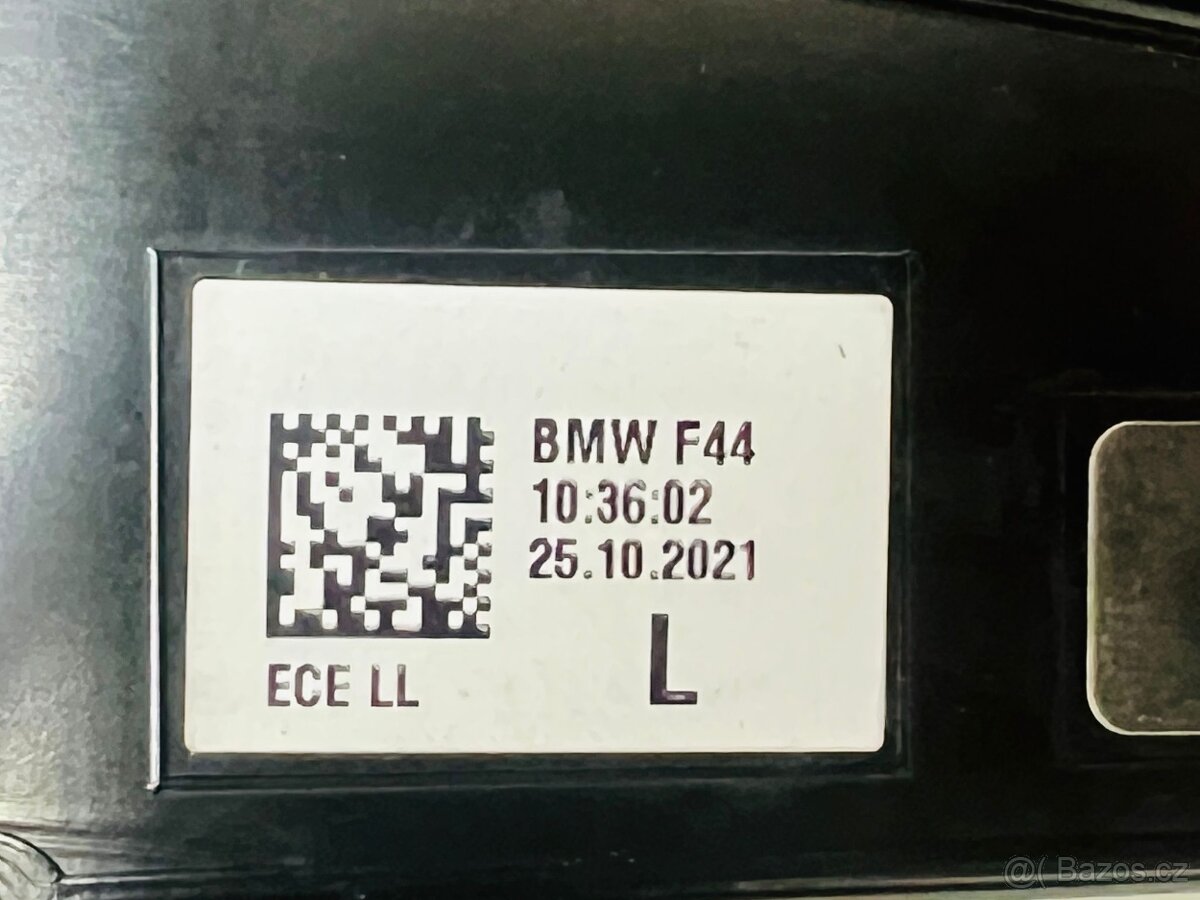 BMW F44
10:36:02
25.10.2021
L
ECE LL
@( Bazos.cz